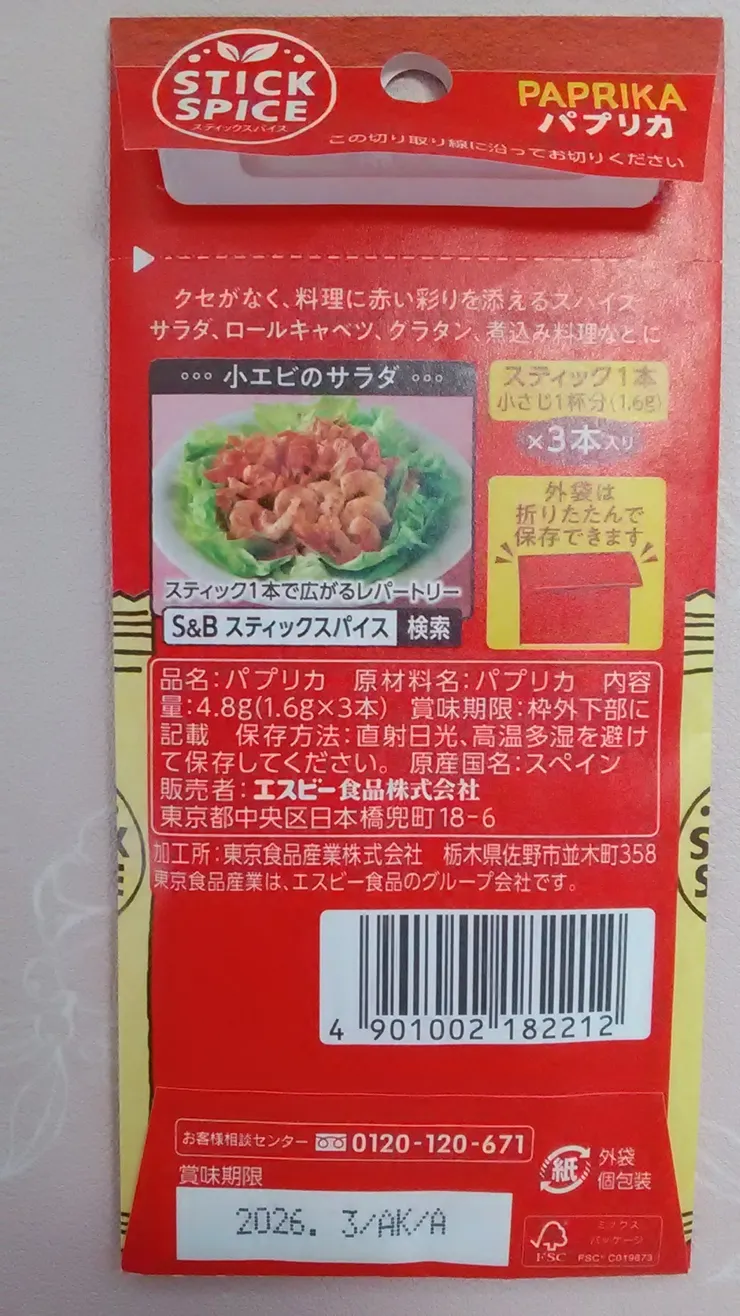 STICK
SPICE
スティックスパイス
PAPRIKA
パプリカ
この切り取り線に沿ってお切りください
クセがなく、料理に赤い彩りを添えるスパイス
サラダ、ロールキャベツ、グラタン、煮込み料理などに
小エビのサラダ
スティック1本で広がるレパートリー
S&B スティックスパイス 検索
スティック1本
小さじ1杯分(1.6g)
×3本入り
外袋は
折りたたんで
保存できます
品名:パプリカ 原材料名:パプリカ 内容
量:4.8g(1.6g×3本) 賞味期限:枠外下部に
記載 保存方法:直射日光、高温多湿を避け
て保存してください。 原産国名:スペイン
販売者:エスビー食品株式会社
東京都中央区日本橋兜町18-6
加工所:東京食品産業株式会社 栃木県佐野市並木町358
東京食品産業は、エスビー食品のグループ会社です。
4 901002 182212
お客様相談センター 0120-120-671
賞味期限
2026. 3/AK/A
紙
外袋
個包装
FSC
ミックス
パッケージ
FSC® C019873